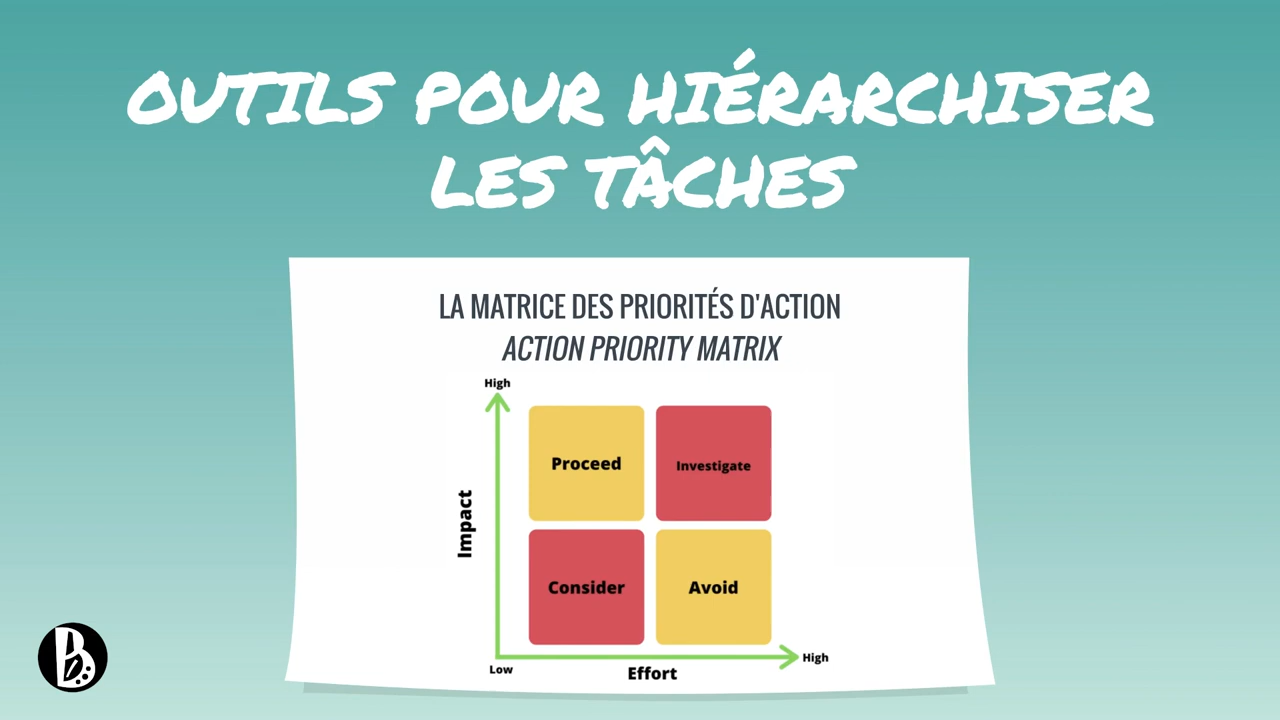 OUTILS POUR HIÉRARCHISER
LES TÂCHES
LA MATRICE DES PRIORITÉS D'ACTION
ACTION PRIORITY MATRIX
High
Proceed
Investigate
Impact
Consider
Avoid
Low
Effort
High